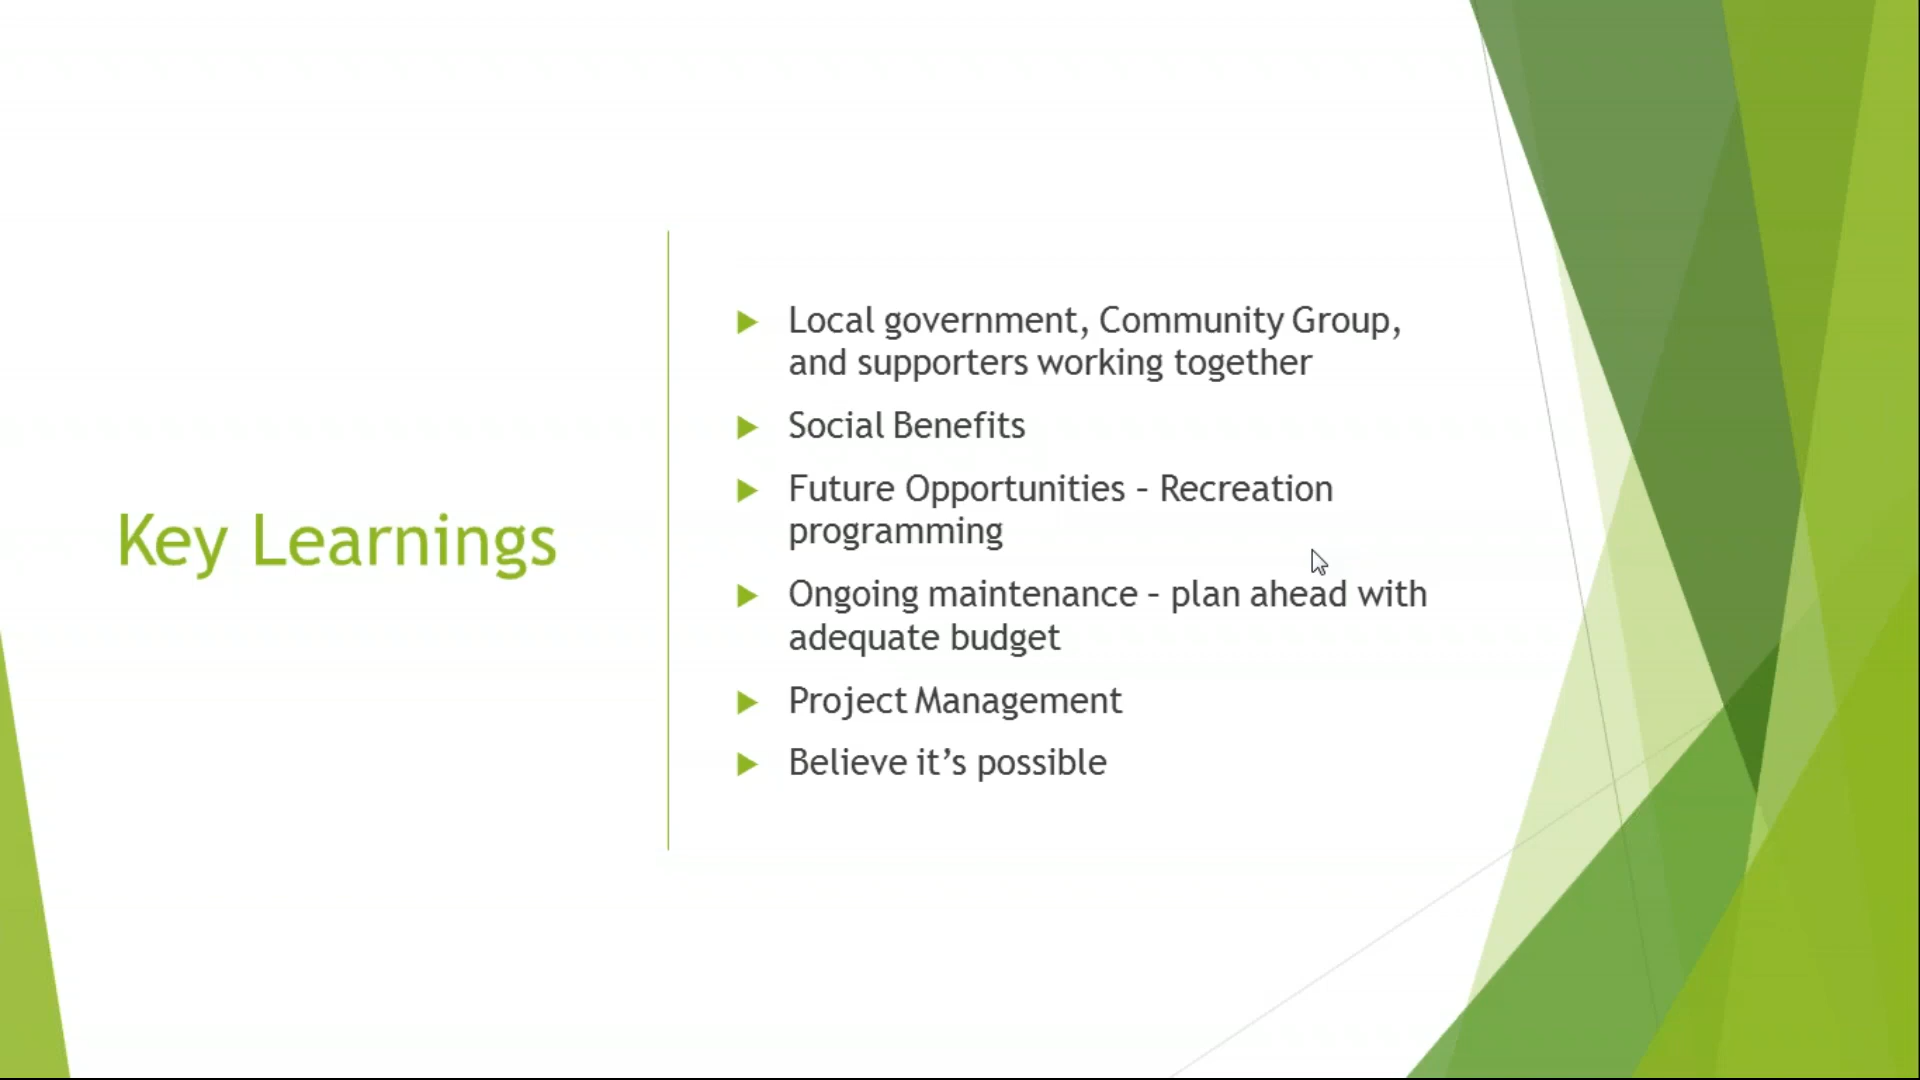 Key Learnings
Local government, Community Group,
and supporters working together
Social Benefits
Future Opportunities – Recreation
programming
Ongoing maintenance – plan ahead with
adequate budget
Project Management
Believe it’s possible